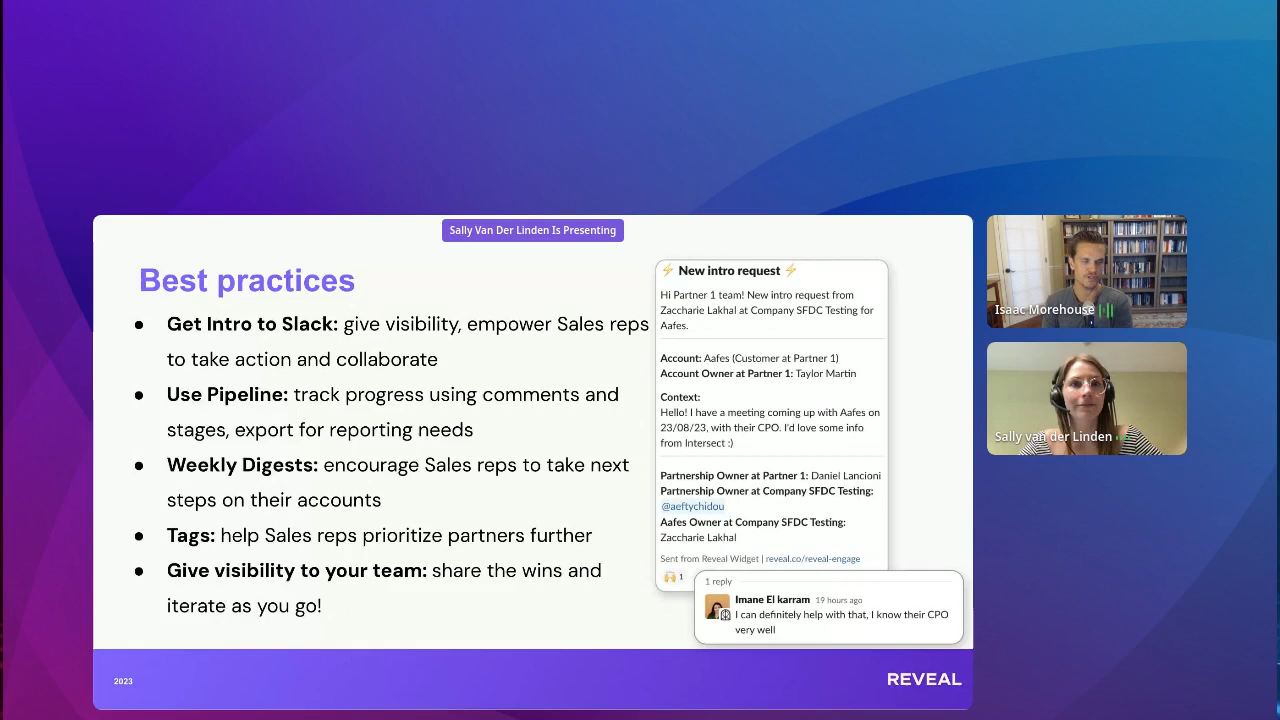 Sally Van Der Linden Is Presenting
Best practices
● Get Intro to Slack: give visibility, empower Sales reps
to take action and collaborate
● Use Pipeline: track progress using comments and
stages, export for reporting needs
● Weekly Digests: encourage Sales reps to take next
steps on their accounts
● Tags: help Sales reps prioritize partners further
● Give visibility to your team: share the wins and
iterate as you go!
⚡ New intro request ⚡
Hi Partner 1 team! New intro request from
Zaccharie Lakhal at Company SFDC Testing for
Aafes.
Account: Aafes (Customer at Partner 1)
Account Owner at Partner 1: Taylor Martin
Context:
Hello! I have a meeting coming up with Aafes on
23/08/23, with their CPO. I'd love some info
from Intersect :)
Partnership Owner at Partner 1: Daniel Lancioni
Partnership Owner at Company SFDC Testing:
@aeftychidou
Aafes Owner at Company SFDC Testing:
Zaccharie Lakhal
Sent from Reveal Widget | reveal.co/reveal-engage
🙌 1
1 reply
Imane El karram 19 hours ago
I can definitely help with that, I know their CPO
very well
2023
REVEAL
Isaac Morehouse
Sally van der Linden